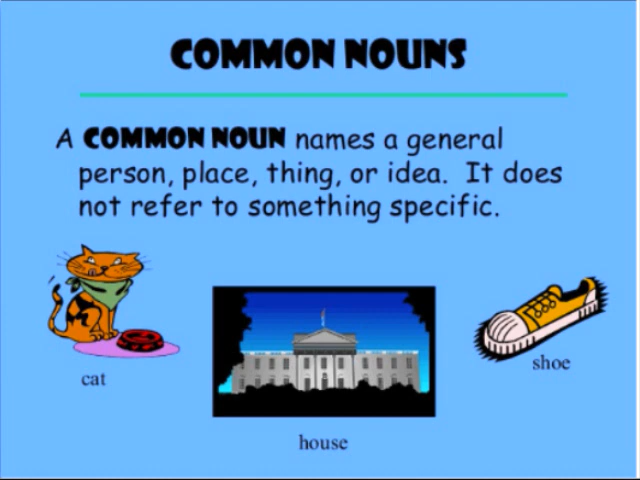 COMMON NOUNS
A COMMON NOUN names a general
person, place, thing, or idea. It does
not refer to something specific.
cat
house
shoe